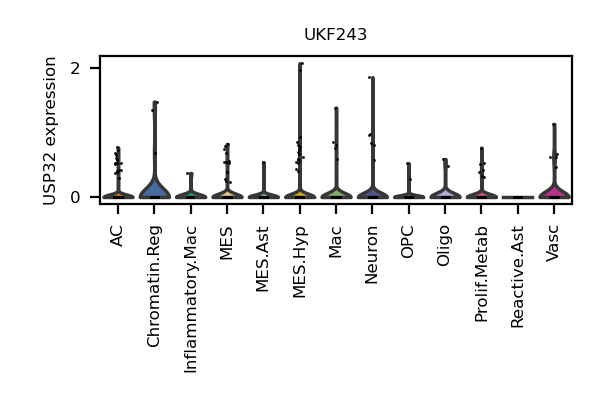 UKF243
USP32 expression
2
0
AC
Chromatin.Reg
Inflammatory.Mac
MES
MES.Ast
MES.Hyp
Mac
Neuron
OPC
Oligo
Prolif.Metab
Reactive.Ast
Vasc